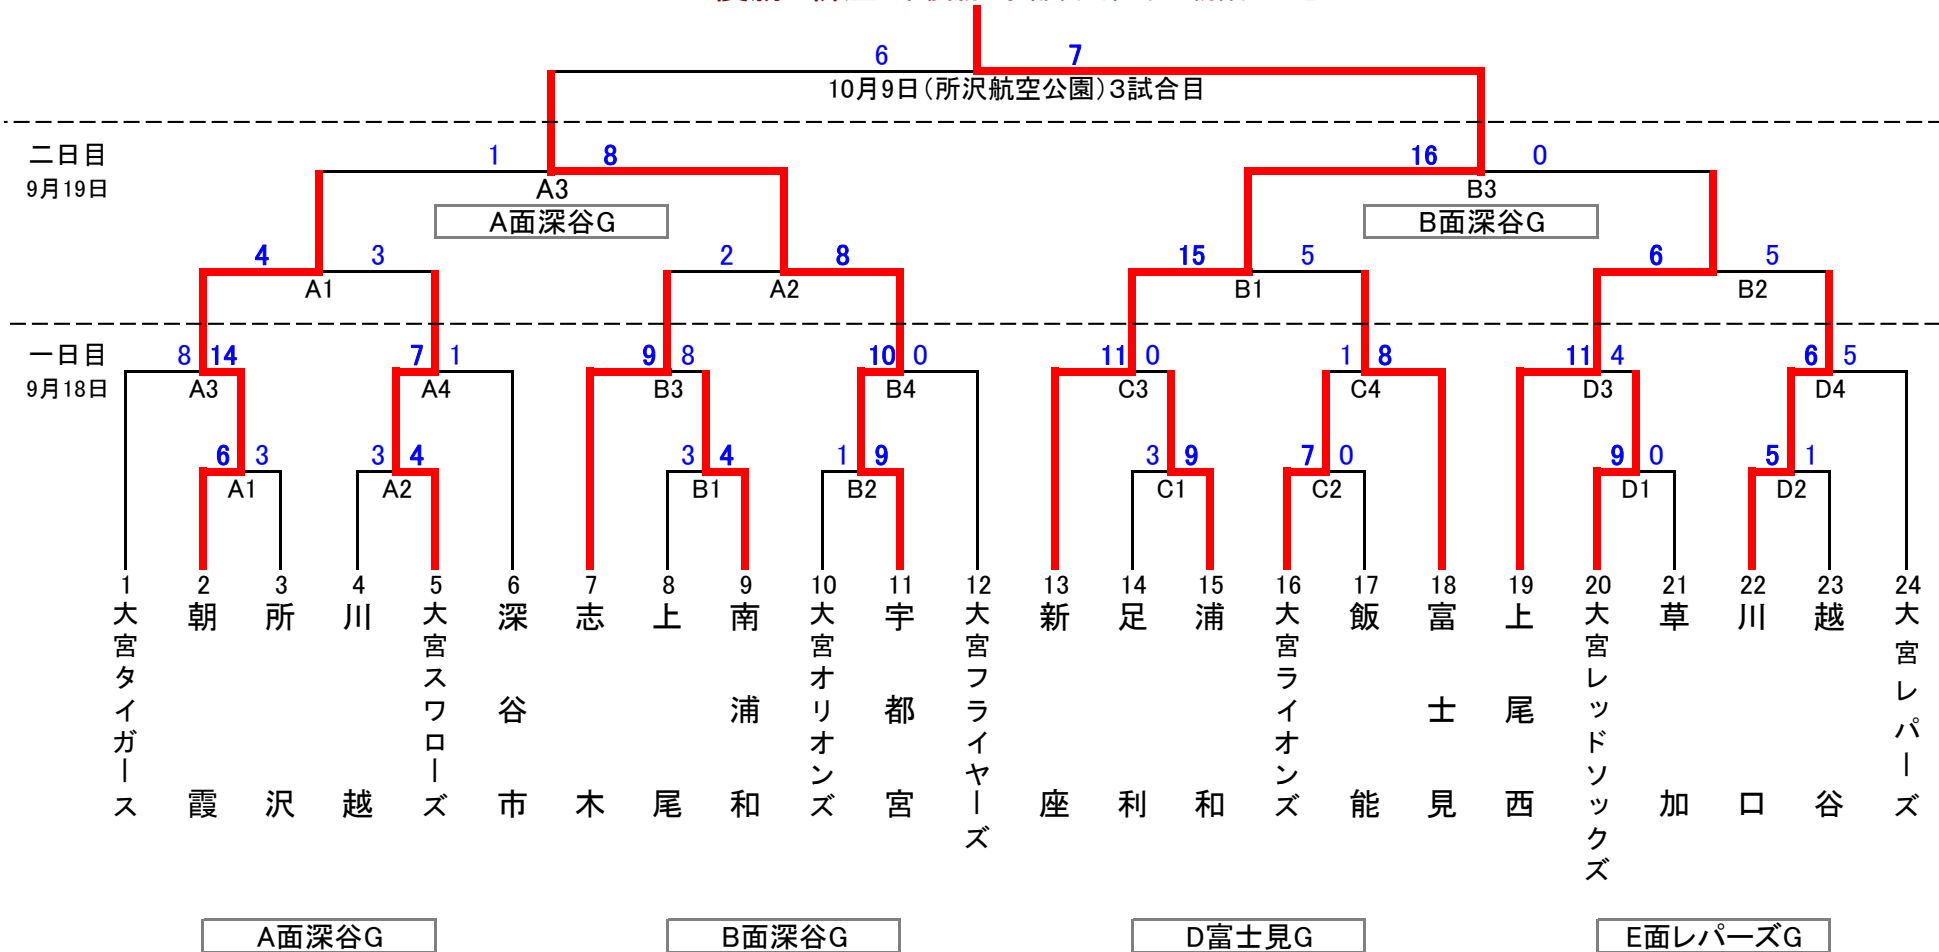 6 7
10月9日(所沢航空公園)3試合目
二日目 1 8 16 0
9月19日 A3 B3
A面深谷G B面深谷G
4 3 2 8 15 5 6 5
A1 A2 B1 B2
一日目 8 14 7 1 9 8 10 0 11 0 1 8 11 4 6 5
9月18日 A3 A4 B3 B4 C3 C4 D3 D4
6 3 3 4 3 4 1 9 3 9 7 0 9 0 5 1
A1 A2 B1 B2 C1 C2 D1 D2
1 2 3 4 5 6 7 8 9 10 11 12 13 14 15 16 17 18 19 20 21 22 23 24
大宮タイガース
朝霞
所沢
川越
大宮スワローズ
深谷市
志木
上尾
南浦和
大宮オリオンズ
宇都宮
大宮フライヤーズ
新座
足利
浦和
大宮ライオンズ
飯能
富士見
上尾西
大宮レッドソックズ
草加
川口
越谷
大宮レパーズ
A面深谷G B面深谷G D富士見G E面レパーズG